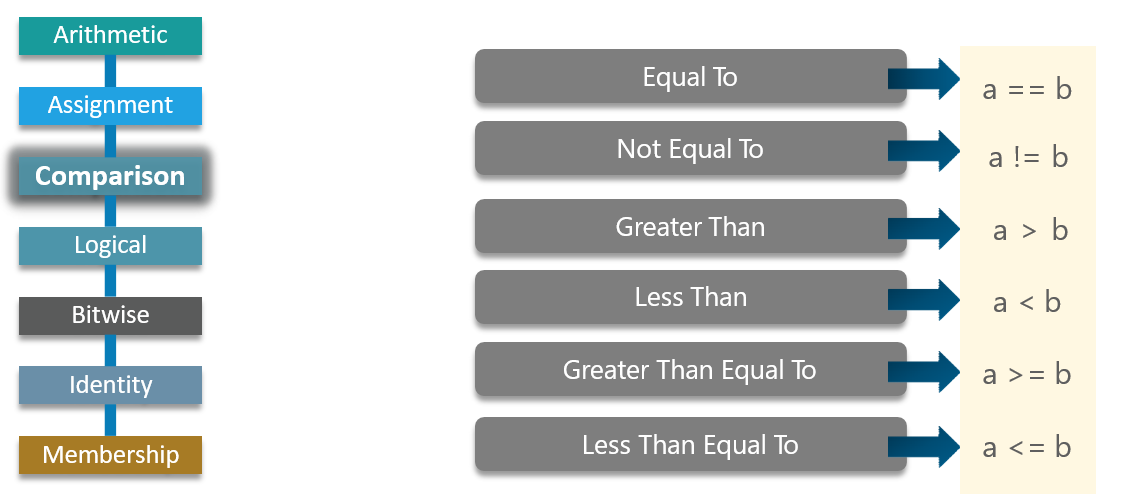 Arithmetic
Assignment
Comparison
Logical
Bitwise
Identity
Membership
Equal To
a == b
Not Equal To
a != b
Greater Than
a > b
Less Than
a < b
Greater Than Equal To
a >= b
Less Than Equal To
a <= b